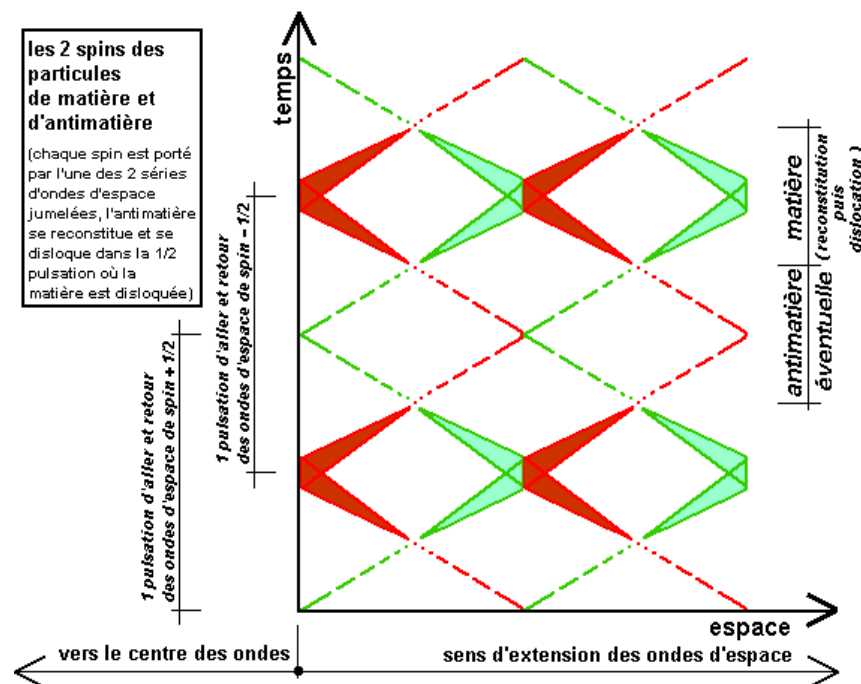 les 2 spins des
particules
de matière et
d'antimatière
(chaque spin est porté
par l'une des 2 séries
d'ondes d'espace
jumelées, l'antimatière
se reconstitue et se
disloque dans la 1/2
pulsation où la
matière est disloquée)
temps
1 pulsation d'aller et retour
des ondes d'espace de spin - 1/2
1 pulsation d'aller et retour
des ondes d'espace de spin + 1/2
matière
(reconstitution
puis
dislocation)
antimatière
éventuelle
espace
vers le centre des ondes
sens d'extension des ondes d'espace